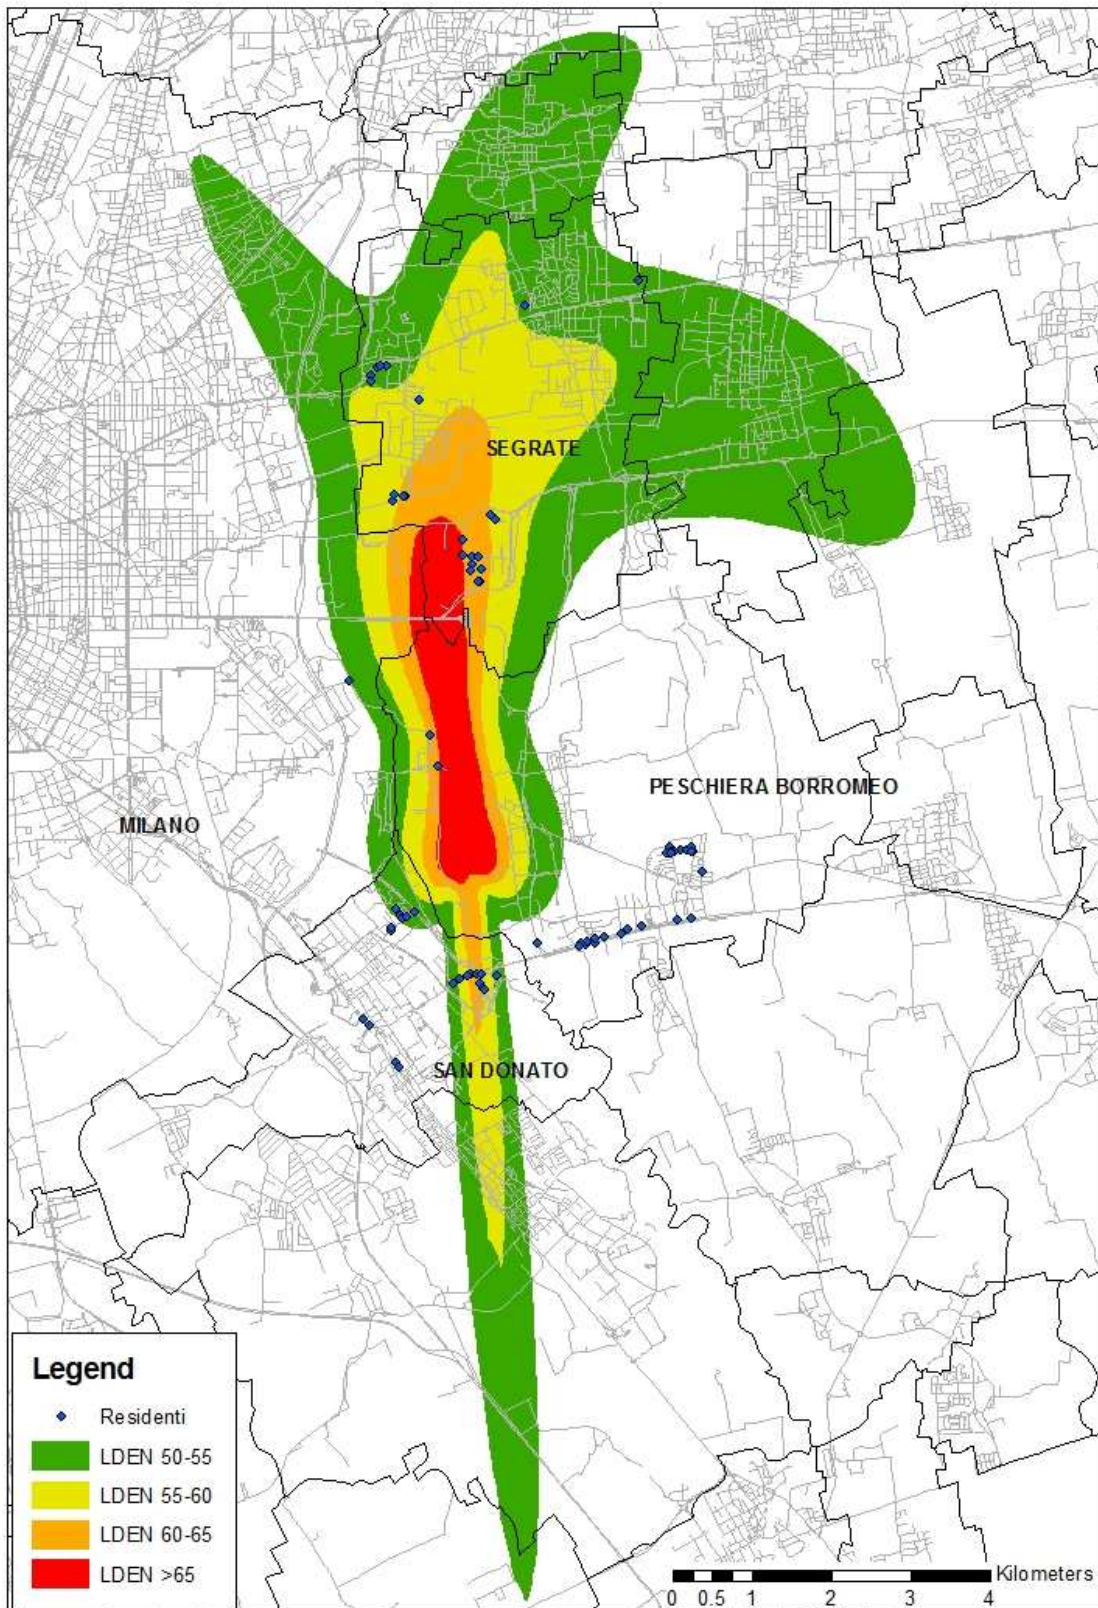 SEGRATE
PESCHIERA BORROMEO
MILANO
SAN DONATO
Legend
Residenti
LDEN 50-55
LDEN 55-60
LDEN 60-65
LDEN >65
Kilometers
0 0.5 1 2 3 4